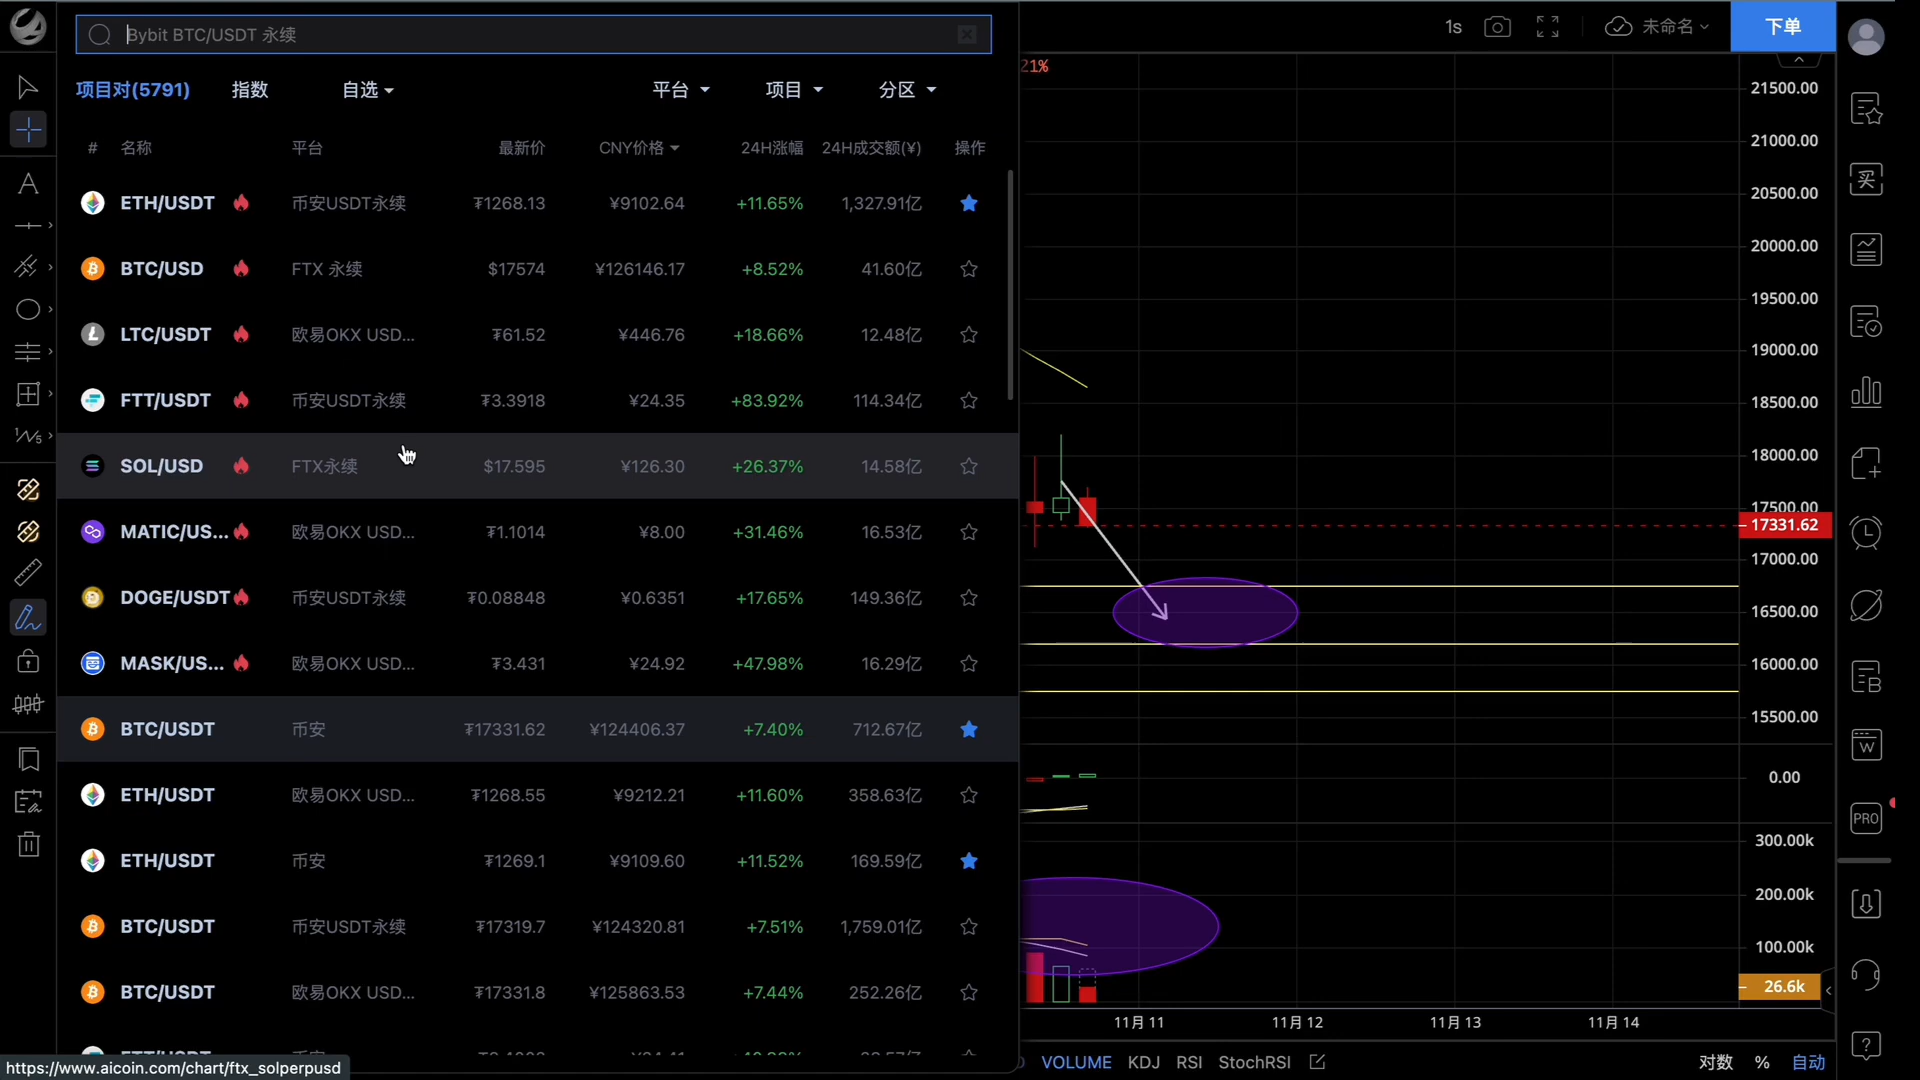 Bybit BTC/USDT 永续
项目对(5791) 指数 自选 平台 项目 分区
# 名称 平台 最新价 CNY价格 24H涨幅 24H成交额(¥) 操作
ETH/USDT 币安USDT永续 ₮1268.13 ¥9102.64 +11.65% 1,327.91亿
BTC/USD FTX 永续 $17574 ¥126146.17 +8.52% 41.60亿
LTC/USDT 欧易OKX USD... ₮61.52 ¥446.76 +18.66% 12.48亿
FTT/USDT 币安USDT永续 ₮3.3918 ¥24.35 +83.92% 114.34亿
SOL/USD FTX永续 $17.595 ¥126.30 +26.37% 14.58亿
MATIC/US... 欧易OKX USD... ₮1.1014 ¥8.00 +31.46% 16.53亿
DOGE/USDT 币安USDT永续 ₮0.08848 ¥0.6351 +17.65% 149.36亿
MASK/US... 欧易OKX USD... ₮3.431 ¥24.92 +47.98% 16.29亿
BTC/USDT 币安 ₮17331.62 ¥124406.37 +7.40% 712.67亿
ETH/USDT 欧易OKX USD... ₮1268.55 ¥9212.21 +11.60% 358.63亿
ETH/USDT 币安 ₮1269.1 ¥9109.60 +11.52% 169.59亿
BTC/USDT 币安USDT永续 ₮17319.7 ¥124320.81 +7.51% 1,759.01亿
BTC/USDT 欧易OKX USD... ₮17331.8 ¥125863.53 +7.44% 252.26亿
https://www.aicoin.com/chart/ftx_solperpusd
1s 未命名 下单
21%
21500.00
21000.00
20500.00
20000.00
19500.00
19000.00
18500.00
18000.00
17500.00
17331.62
17000.00
16500.00
16000.00
15500.00
0.00
300.00k
200.00k
100.00k
26.6k
11月 11 11月 12 11月 13 11月 14
VOLUME KDJ RSI StochRSI 对数 % 自动
A
1/5
买
B
W
PRO
?